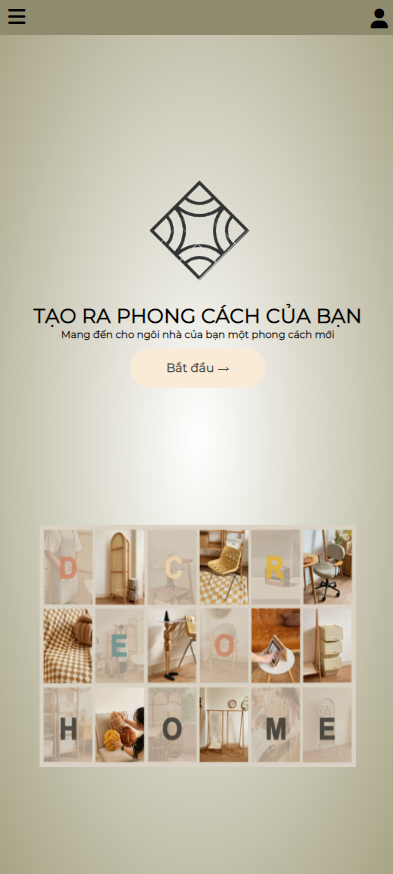 TẠO RA PHONG CÁCH CỦA BẠN
Mang đến cho ngôi nhà của bạn một phong cách mới
Bắt đầu →
D C R
E O
H O M E